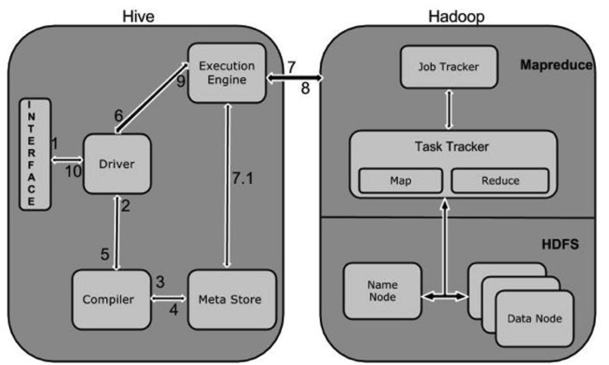 Hive
Hadoop
Execution
Engine
7
8
Job Tracker
Mapreduce
INTERFACE
1
10
6
9
Driver
2
7.1
Task Tracker
Map
Reduce
5
Compiler
3
4
Meta Store
HDFS
Name
Node
Data Node